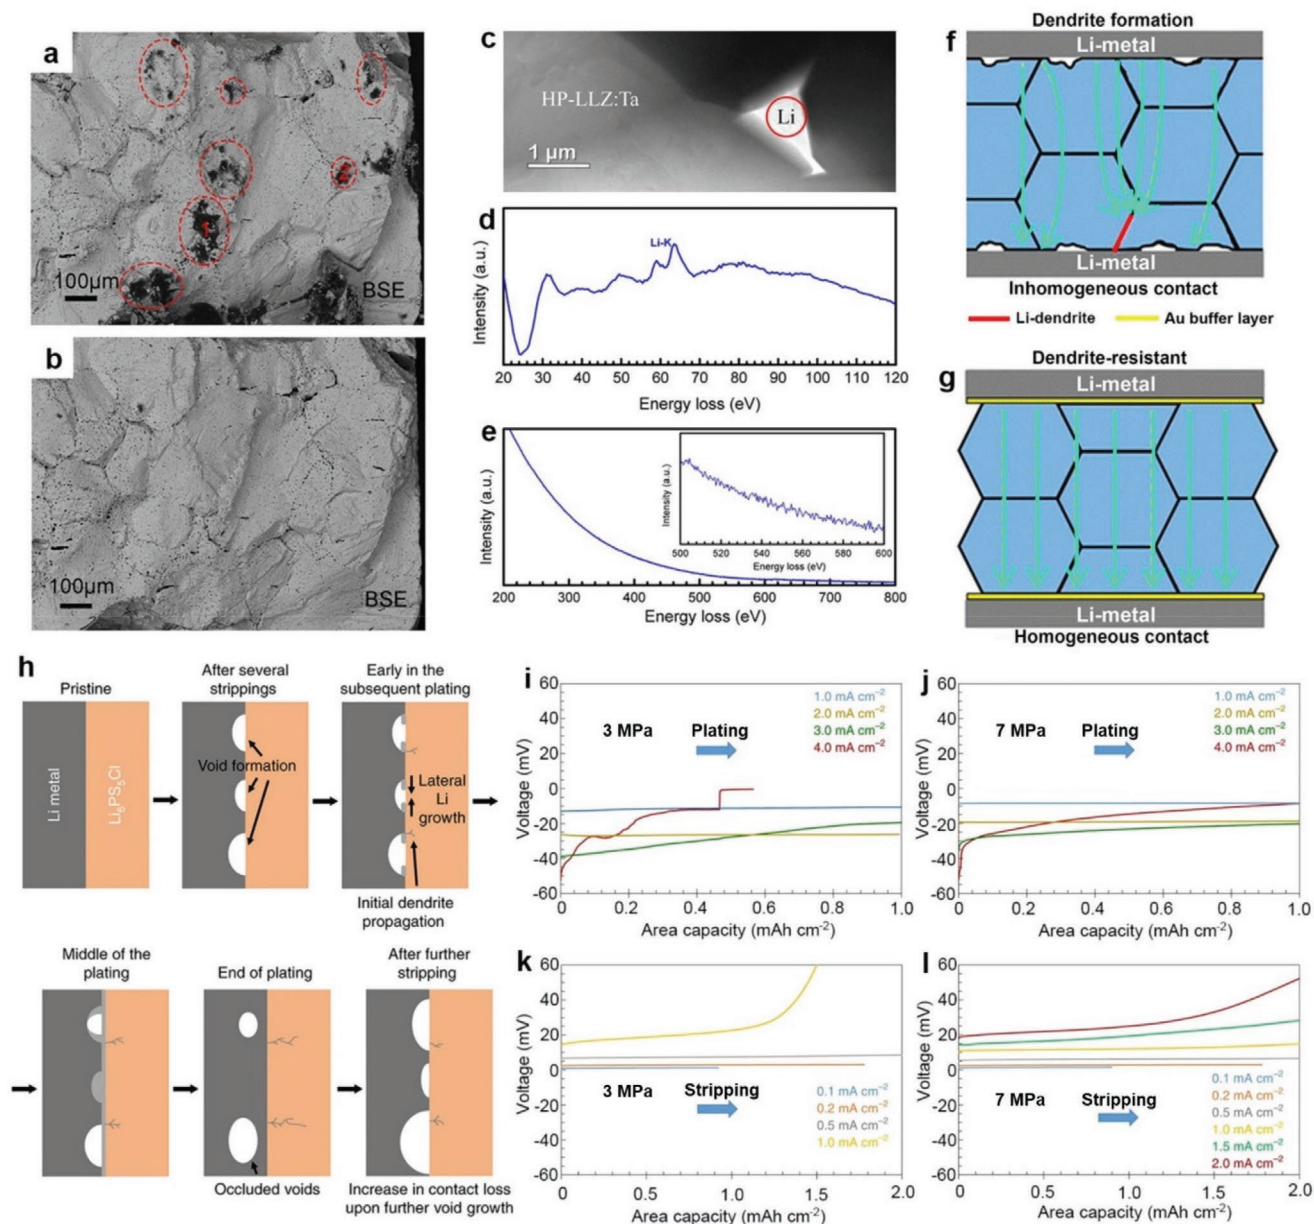 a
100μm
BSE
b
100μm
BSE
c
HP-LLZ:Ta
Li
1 μm
d
Li-K
Intensity (a.u.)
20 30 40 50 60 70 80 90 100 110 120
Energy loss (eV)
e
Intensity (a.u.)
Intensity (a.u.)
500 520 540 560 580 600
Energy loss (eV)
200 300 400 500 600 700 800
Energy loss (eV)
f
Dendrite formation
Li-metal
Li-metal
Inhomogeneous contact
Li-dendrite
Au buffer layer
g
Dendrite-resistant
Li-metal
Li-metal
Homogeneous contact
h
Pristine
Li metal
Li₆PS₅Cl
After several
strippings
Void formation
Early in the
subsequent plating
Lateral
Li
growth
Initial dendrite
propagation
Middle of the
plating
End of plating
Occluded voids
After further
stripping
Increase in contact loss
upon further void growth
i
60
40
20
0
-20
-40
-60
Voltage (mV)
1.0 mA cm⁻²
2.0 mA cm⁻²
3.0 mA cm⁻²
4.0 mA cm⁻²
3 MPa
Plating
0 0.2 0.4 0.6 0.8 1.0
Area capacity (mAh cm⁻²)
j
60
40
20
0
-20
-40
-60
Voltage (mV)
1.0 mA cm⁻²
2.0 mA cm⁻²
3.0 mA cm⁻²
4.0 mA cm⁻²
7 MPa
Plating
0 0.2 0.4 0.6 0.8 1.0
Area capacity (mAh cm⁻²)
k
60
40
20
0
-20
-40
-60
Voltage (mV)
3 MPa
Stripping
0.1 mA cm⁻²
0.2 mA cm⁻²
0.5 mA cm⁻²
1.0 mA cm⁻²
0 0.5 1.0 1.5 2.0
Area capacity (mAh cm⁻²)
l
60
40
20
0
-20
-40
-60
Voltage (mV)
7 MPa
Stripping
0.1 mA cm⁻²
0.2 mA cm⁻²
0.5 mA cm⁻²
1.0 mA cm⁻²
1.5 mA cm⁻²
2.0 mA cm⁻²
0 0.5 1.0 1.5 2.0
Area capacity (mAh cm⁻²)